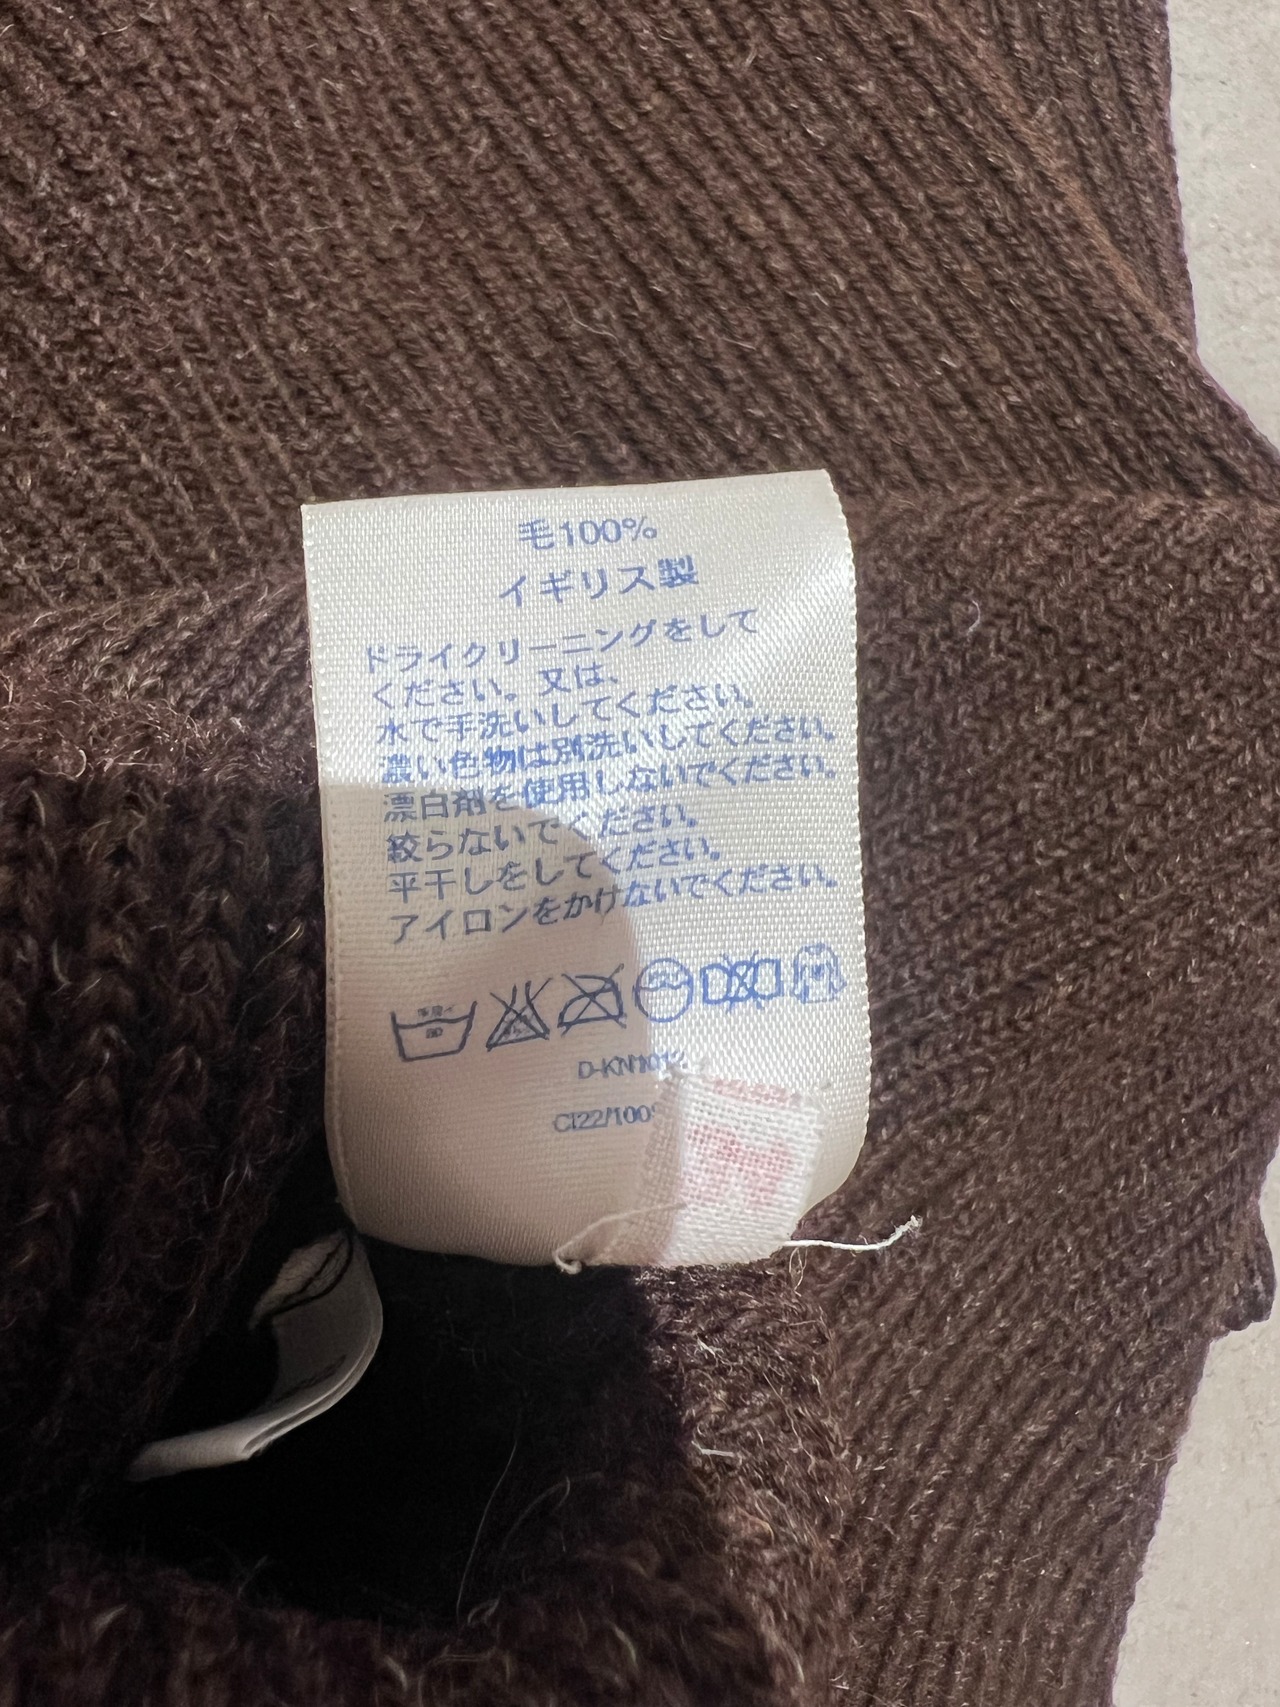 毛100%
イギリス製
ドライクリーニングをして
ください。又は、
水で手洗いしてください。
濃い色物は別洗いしてください。
漂白剤を使用しないでください。
絞らないでください。
平干しをしてください。
アイロンをかけないでください。
CI22/100